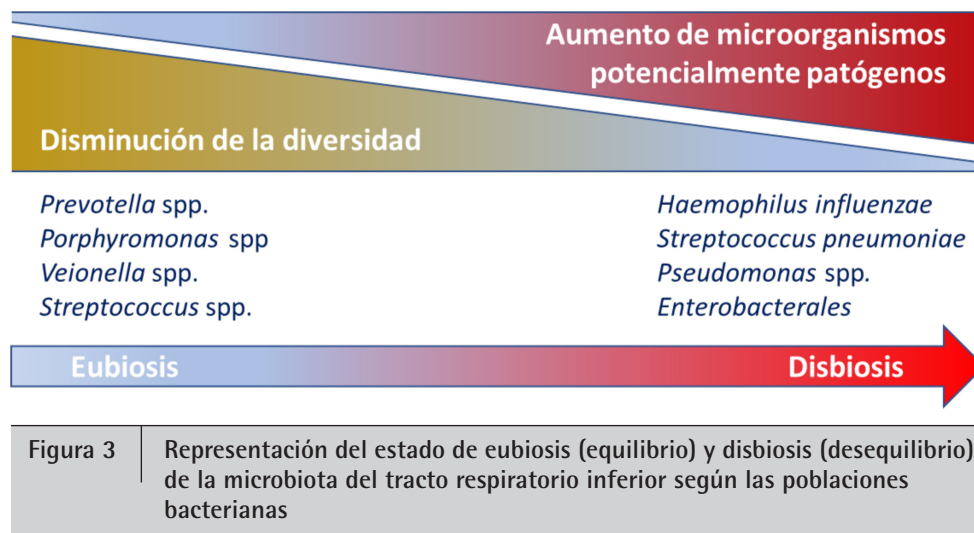 Aumento de microorganismos
potencialmente patógenos
Disminución de la diversidad
Prevotella spp.
Porphyromonas spp
Veionella spp.
Streptococcus spp.
Haemophilus influenzae
Streptococcus pneumoniae
Pseudomonas spp.
Enterobacterales
Eubiosis
Disbiosis
Figura 3
Representación del estado de eubiosis (equilibrio) y disbiosis (desequilibrio)
de la microbiota del tracto respiratorio inferior según las poblaciones
bacterianas